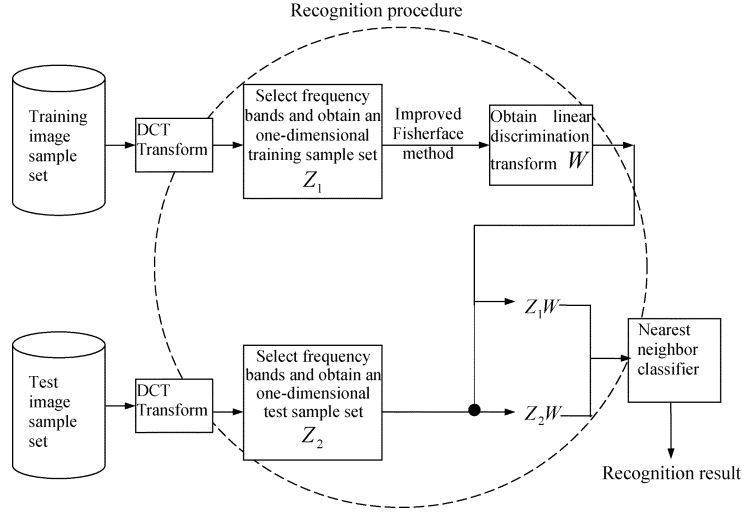 Recognition procedure
Training
image
sample
set
DCT
Transform
Select frequency
bands and obtain an
one-dimensional
training sample set
Z₁
Improved
Fisherface
method
Obtain linear
discrimination
transform W
Z₁W
Nearest
neighbor
classifier
Test
image
sample
set
DCT
Transform
Select frequency
bands and obtain an
one-dimensional
test sample set
Z₂
Z₂W
Recognition result